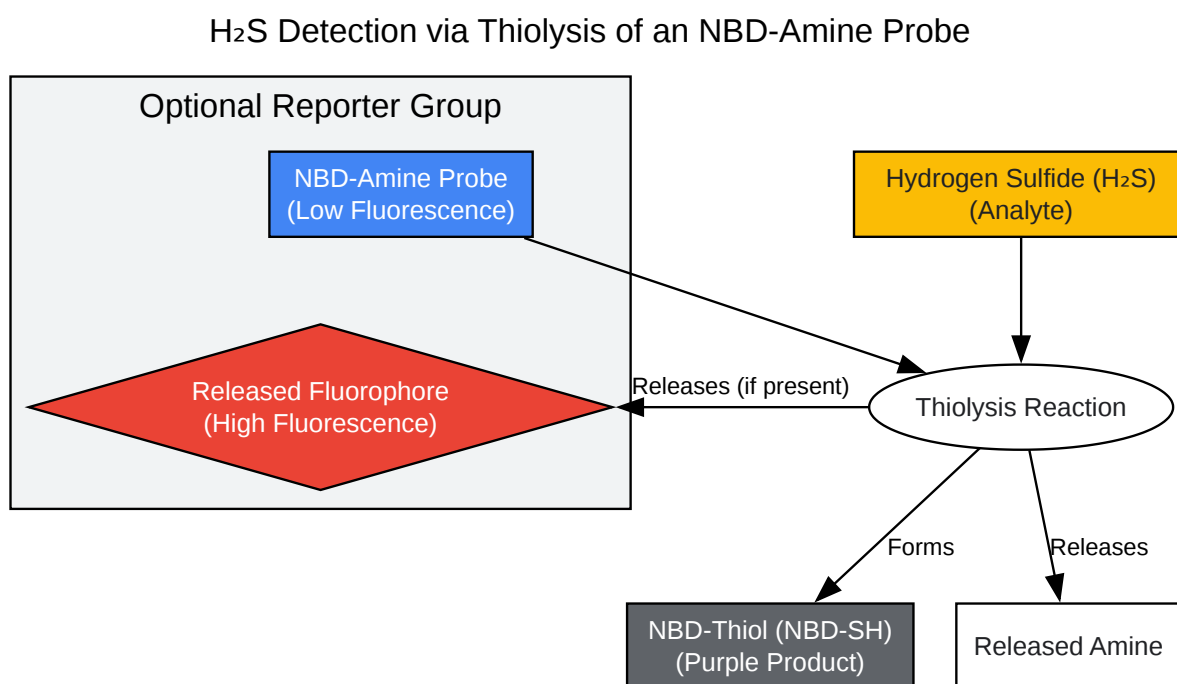 H₂S Detection via Thiolysis of an NBD-Amine Probe
Optional Reporter Group
NBD-Amine Probe
(Low Fluorescence)
Hydrogen Sulfide (H₂S)
(Analyte)
Released Fluorophore
(High Fluorescence)
Releases (if present)
Thiolysis Reaction
Forms
Releases
NBD-Thiol (NBD-SH)
(Purple Product)
Released Amine